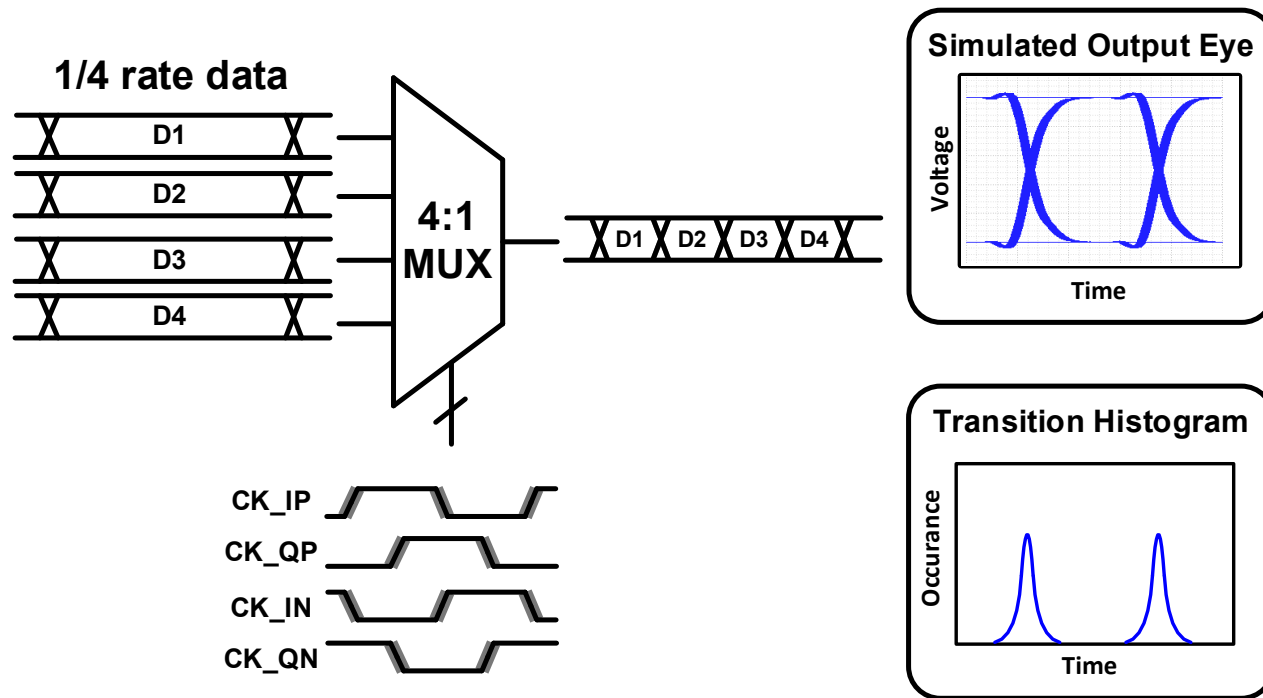 1/4 rate data
D1
D2
D3
D4
4:1
MUX
D1 D2 D3 D4
CK_IP
CK_QP
CK_IN
CK_QN
Simulated Output Eye
Voltage
Time
Transition Histogram
Occurance
Time